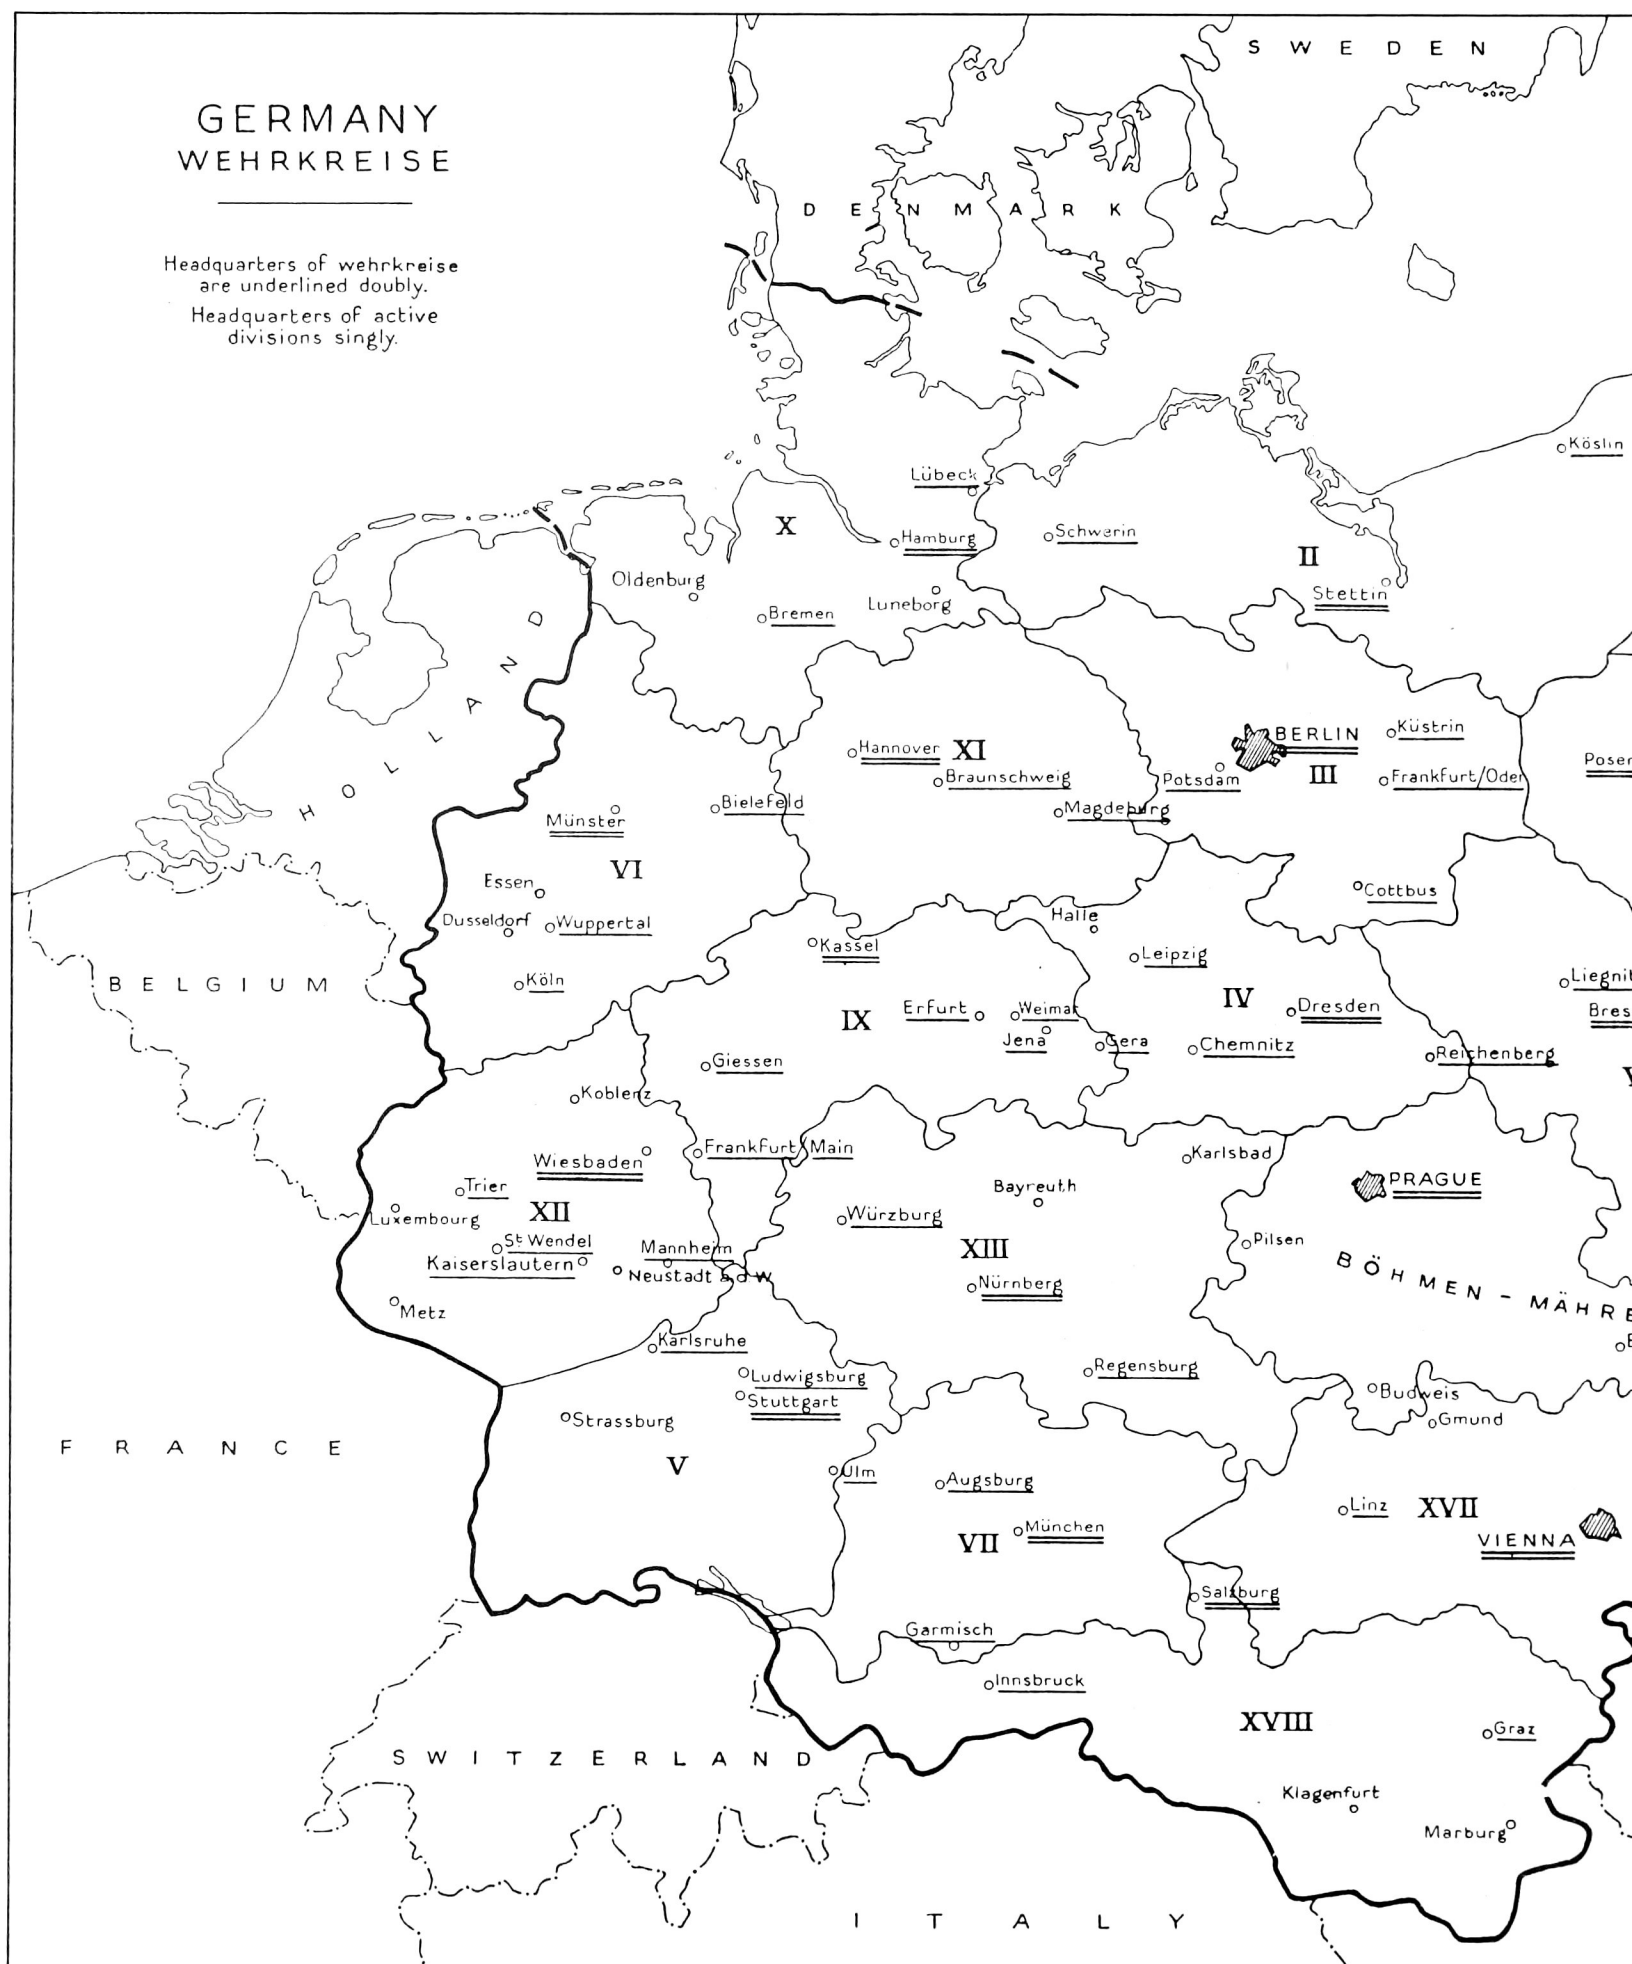 GERMANY
WEHRKREISE
Headquarters of wehrkreise
are underlined doubly.
Headquarters of active
divisions singly.
SWEDEN
DENMARK
Köslin
Lübeck
X
Hamburg
Schwerin
II
Oldenburg
Luneborg
Stettin
Bremen
HOLLAND
Hannover
XI
BERLIN
Küstrin
Braunschweig
Potsdam
III
Frankfurt/Oder
Poser
Münster
Bielefeld
Magdeburg
VI
Essen
Cottbus
Dusseldorf
Wuppertal
Halle
Kassel
Leipzig
BELGIUM
Köln
Liegnit
IX
Erfurt
Weimar
IV
Dresden
Bres
Jena
Gera
Chemnitz
Reichenberg
Giessen
V
Koblenz
Frankfurt/Main
Karlsbad
Wiesbaden
PRAGUE
Trier
Bayreuth
Luxembourg
XII
Würzburg
St Wendel
Mannheim
XIII
Pilsen
Kaiserslautern
Neustadt a d W
Nürnberg
BÖHMEN-MÄHRE
Metz
Karlsruhe
B
Regensburg
Ludwigsburg
Stuttgart
Budweis
Strassburg
Gmund
FRANCE
V
Ulm
Augsburg
Linz
XVII
VII
München
VIENNA
Salzburg
Garmisch
Innsbruck
XVIII
Graz
SWITZERLAND
Klagenfurt
Marburg
ITALY